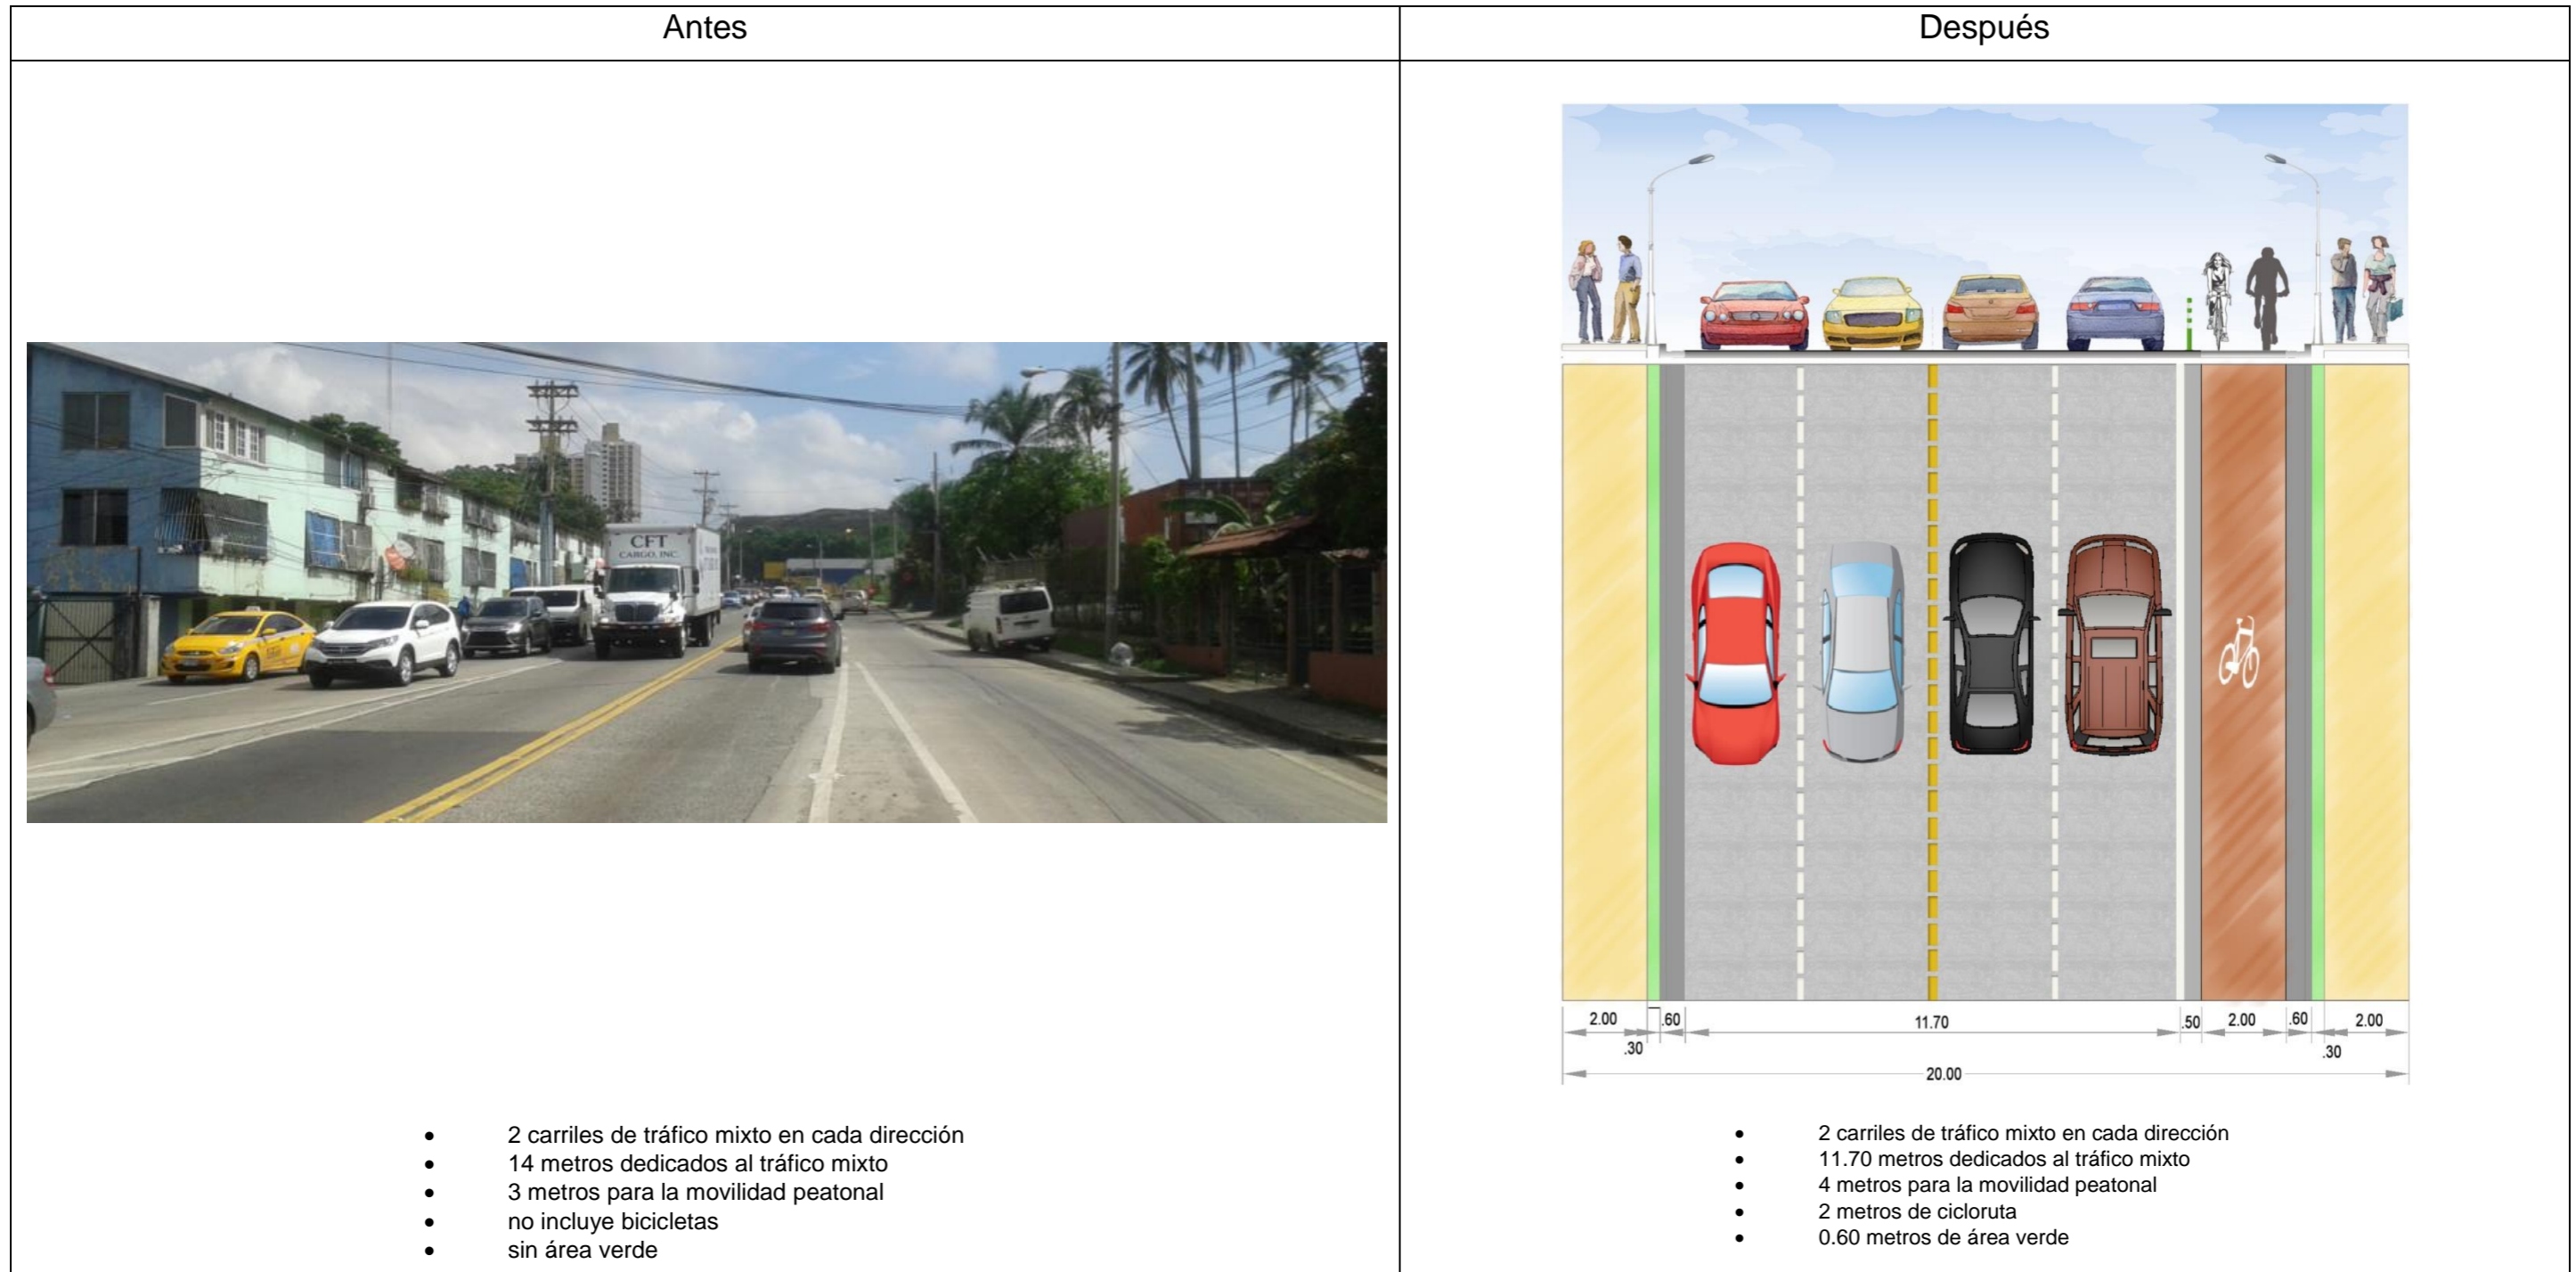 Antes
Después
CFT
CARGO, INC.
2.00
.30
.60
11.70
.50
2.00
.60
.30
2.00
20.00
• 2 carriles de tráfico mixto en cada dirección
• 14 metros dedicados al tráfico mixto
• 3 metros para la movilidad peatonal
• no incluye bicicletas
• sin área verde
• 2 carriles de tráfico mixto en cada dirección
• 11.70 metros dedicados al tráfico mixto
• 4 metros para la movilidad peatonal
• 2 metros de cicloruta
• 0.60 metros de área verde